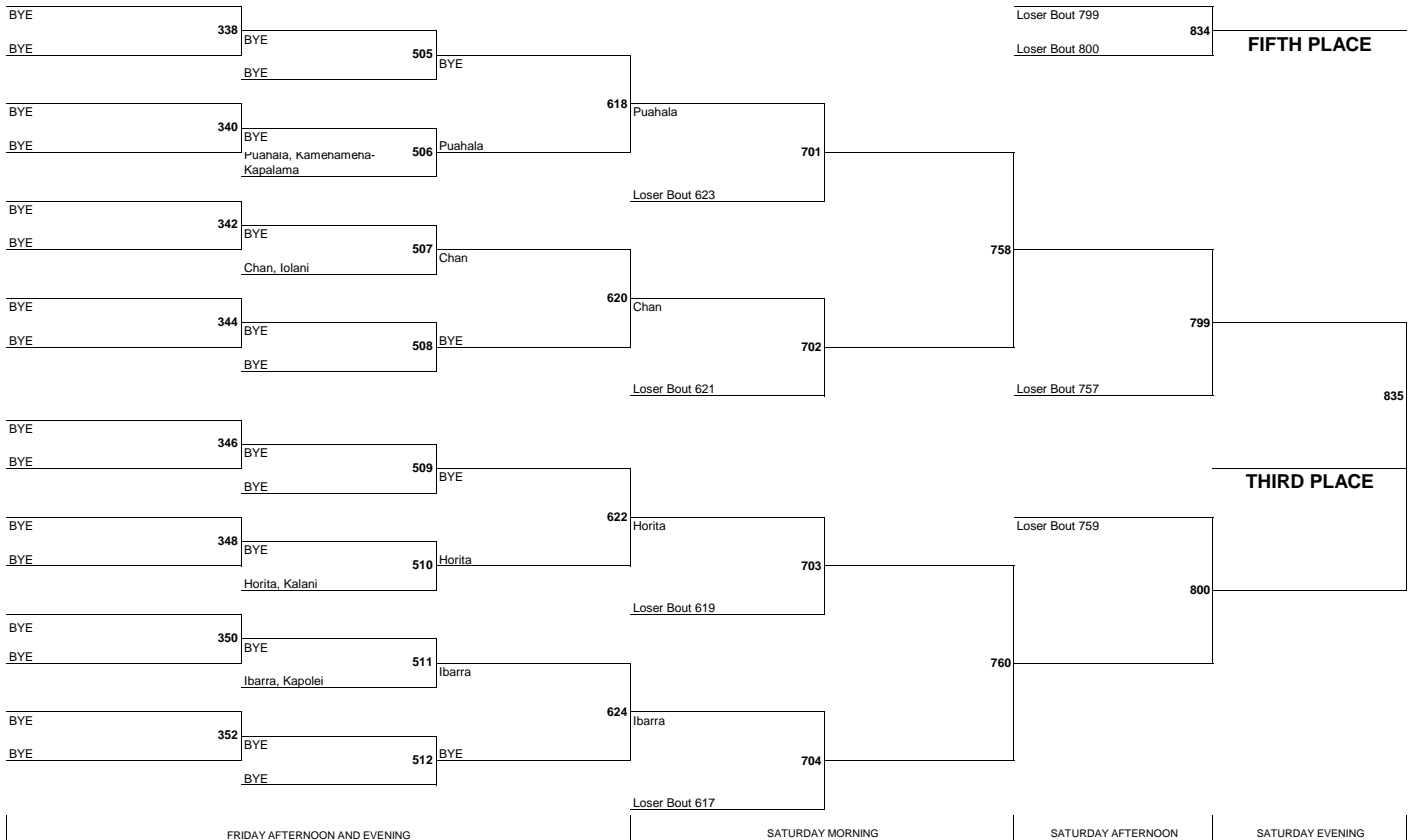 BYE
338
BYE
BYE
505
BYE
BYE
340
BYE
BYE
Puahala, Kamehameha-
Kapalama
506
BYE
Puahala
618
BYE
342
BYE
BYE
Chan, Iolani
507
BYE
344
BYE
BYE
508
BYE
Chan
BYE
620
Puahala
701
Loser Bout 623
Chan
702
Loser Bout 621
758
BYE
346
BYE
BYE
509
BYE
BYE
348
BYE
BYE
510
Horita, Kalani
BYE
Horita
622
BYE
350
BYE
BYE
511
Ibarra, Kapolei
BYE
352
BYE
BYE
512
BYE
Ibarra
BYE
624
Horita
703
Loser Bout 619
Ibarra
704
Loser Bout 617
760
Loser Bout 799
834
Loser Bout 800
FIFTH PLACE
799
Loser Bout 757
835
THIRD PLACE
Loser Bout 759
800
FRIDAY AFTERNOON AND EVENING
SATURDAY MORNING
SATURDAY AFTERNOON
SATURDAY EVENING